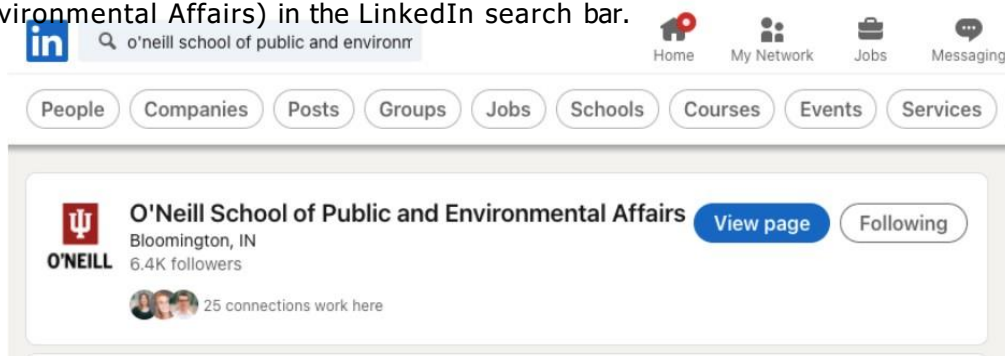 vironmental Affairs) in the LinkedIn search bar.
in o'neill school of public and environm
Home My Network Jobs Messaging
People Companies Posts Groups Jobs Schools Courses Events Services
O'Neill School of Public and Environmental Affairs
View page Following
Bloomington, IN
O'NEILL 6.4K followers
25 connections work here